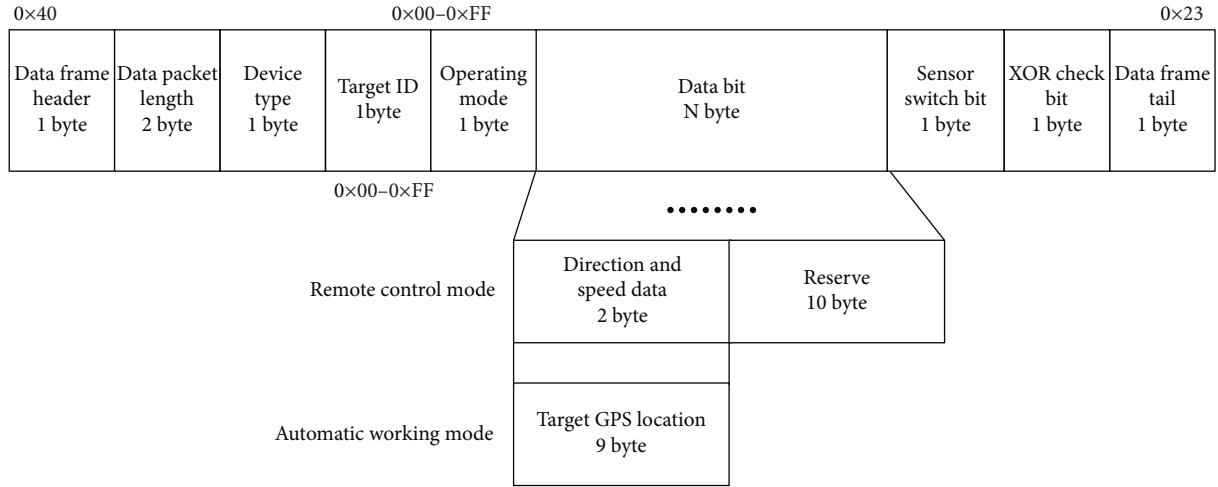 0×40
0×00–0×FF
0×23
Data frame
header
1 byte
Data packet
length
2 byte
Device
type
1 byte
Target ID
1byte
Operating
mode
1 byte
Data bit
N byte
Sensor
switch bit
1 byte
XOR check
bit
1 byte
Data frame
tail
1 byte
0×00–0×FF
Remote control mode
Direction and
speed data
2 byte
Reserve
10 byte
Automatic working mode
Target GPS location
9 byte